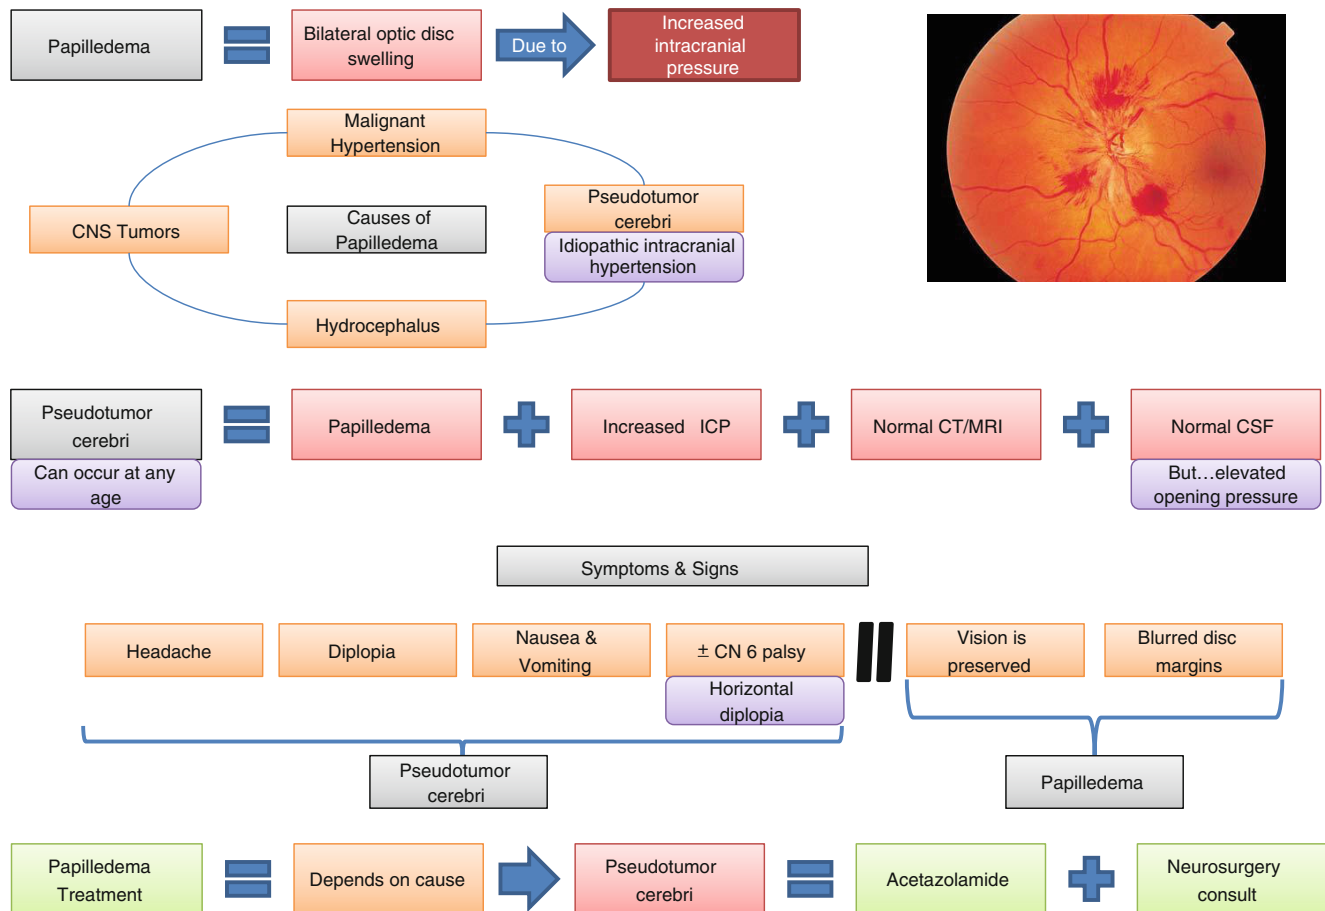 Papilledema
Bilateral optic disc
swelling
Due to
Increased
intracranial
pressure
Malignant
Hypertension
CNS Tumors
Causes of
Papilledema
Pseudotumor
cerebri
Idiopathic intracranial
hypertension
Hydrocephalus
Pseudotumor
cerebri
Can occur at any
age
Papilledema
Increased ICP
Normal CT/MRI
Normal CSF
But...elevated
opening pressure
Symptoms & Signs
Headache
Diplopia
Nausea &
Vomiting
± CN 6 palsy
Horizontal
diplopia
Vision is
preserved
Blurred disc
margins
Pseudotumor
cerebri
Papilledema
Papilledema
Treatment
Depends on cause
Pseudotumor
cerebri
Acetazolamide
Neurosurgery
consult